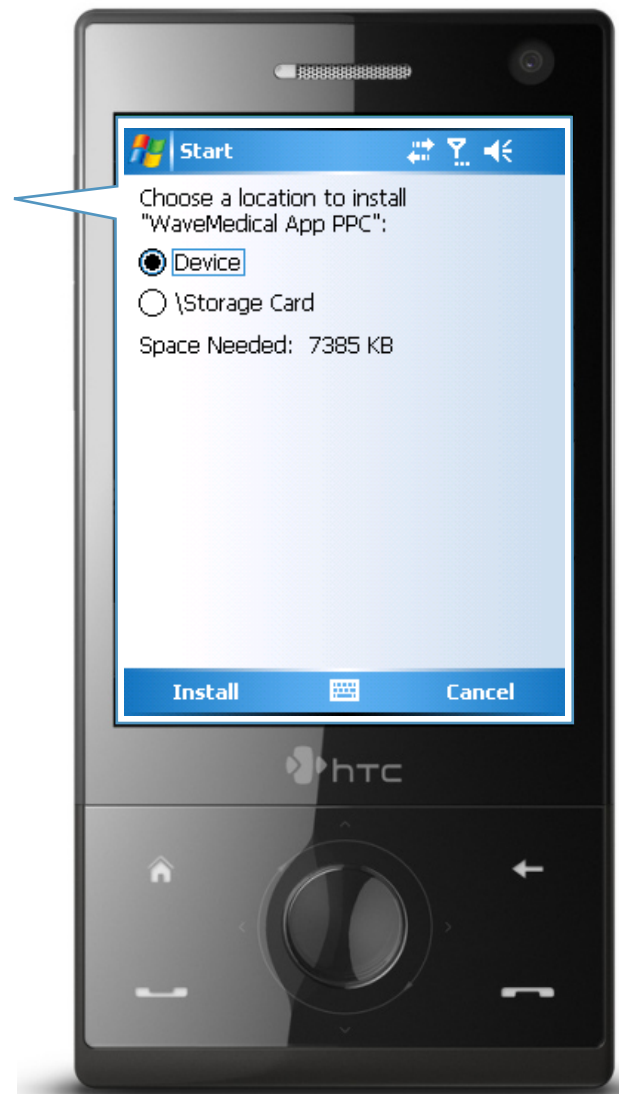 Start
Choose a location to install
"WaveMedical App PPC":
Device
\Storage Card
Space Needed: 7385 KB
Install Cancel
hTC